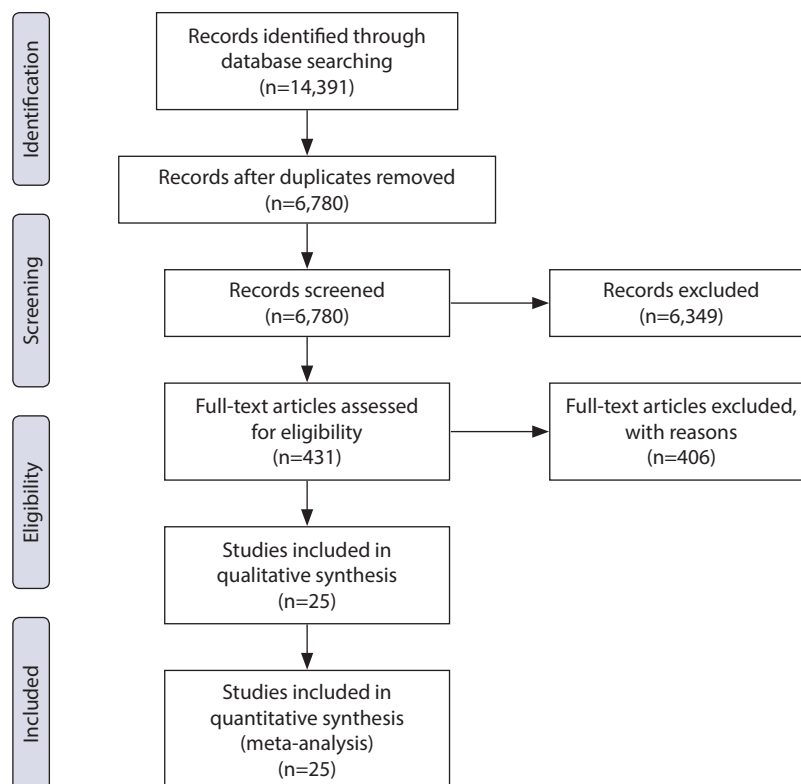 Identification
Records identified through
database searching
(n=14,391)
Records after duplicates removed
(n=6,780)
Screening
Records screened
(n=6,780)
Records excluded
(n=6,349)
Eligibility
Full-text articles assessed
for eligibility
(n=431)
Full-text articles excluded,
with reasons
(n=406)
Studies included in
qualitative synthesis
(n=25)
Included
Studies included in
quantitative synthesis
(meta-analysis)
(n=25)